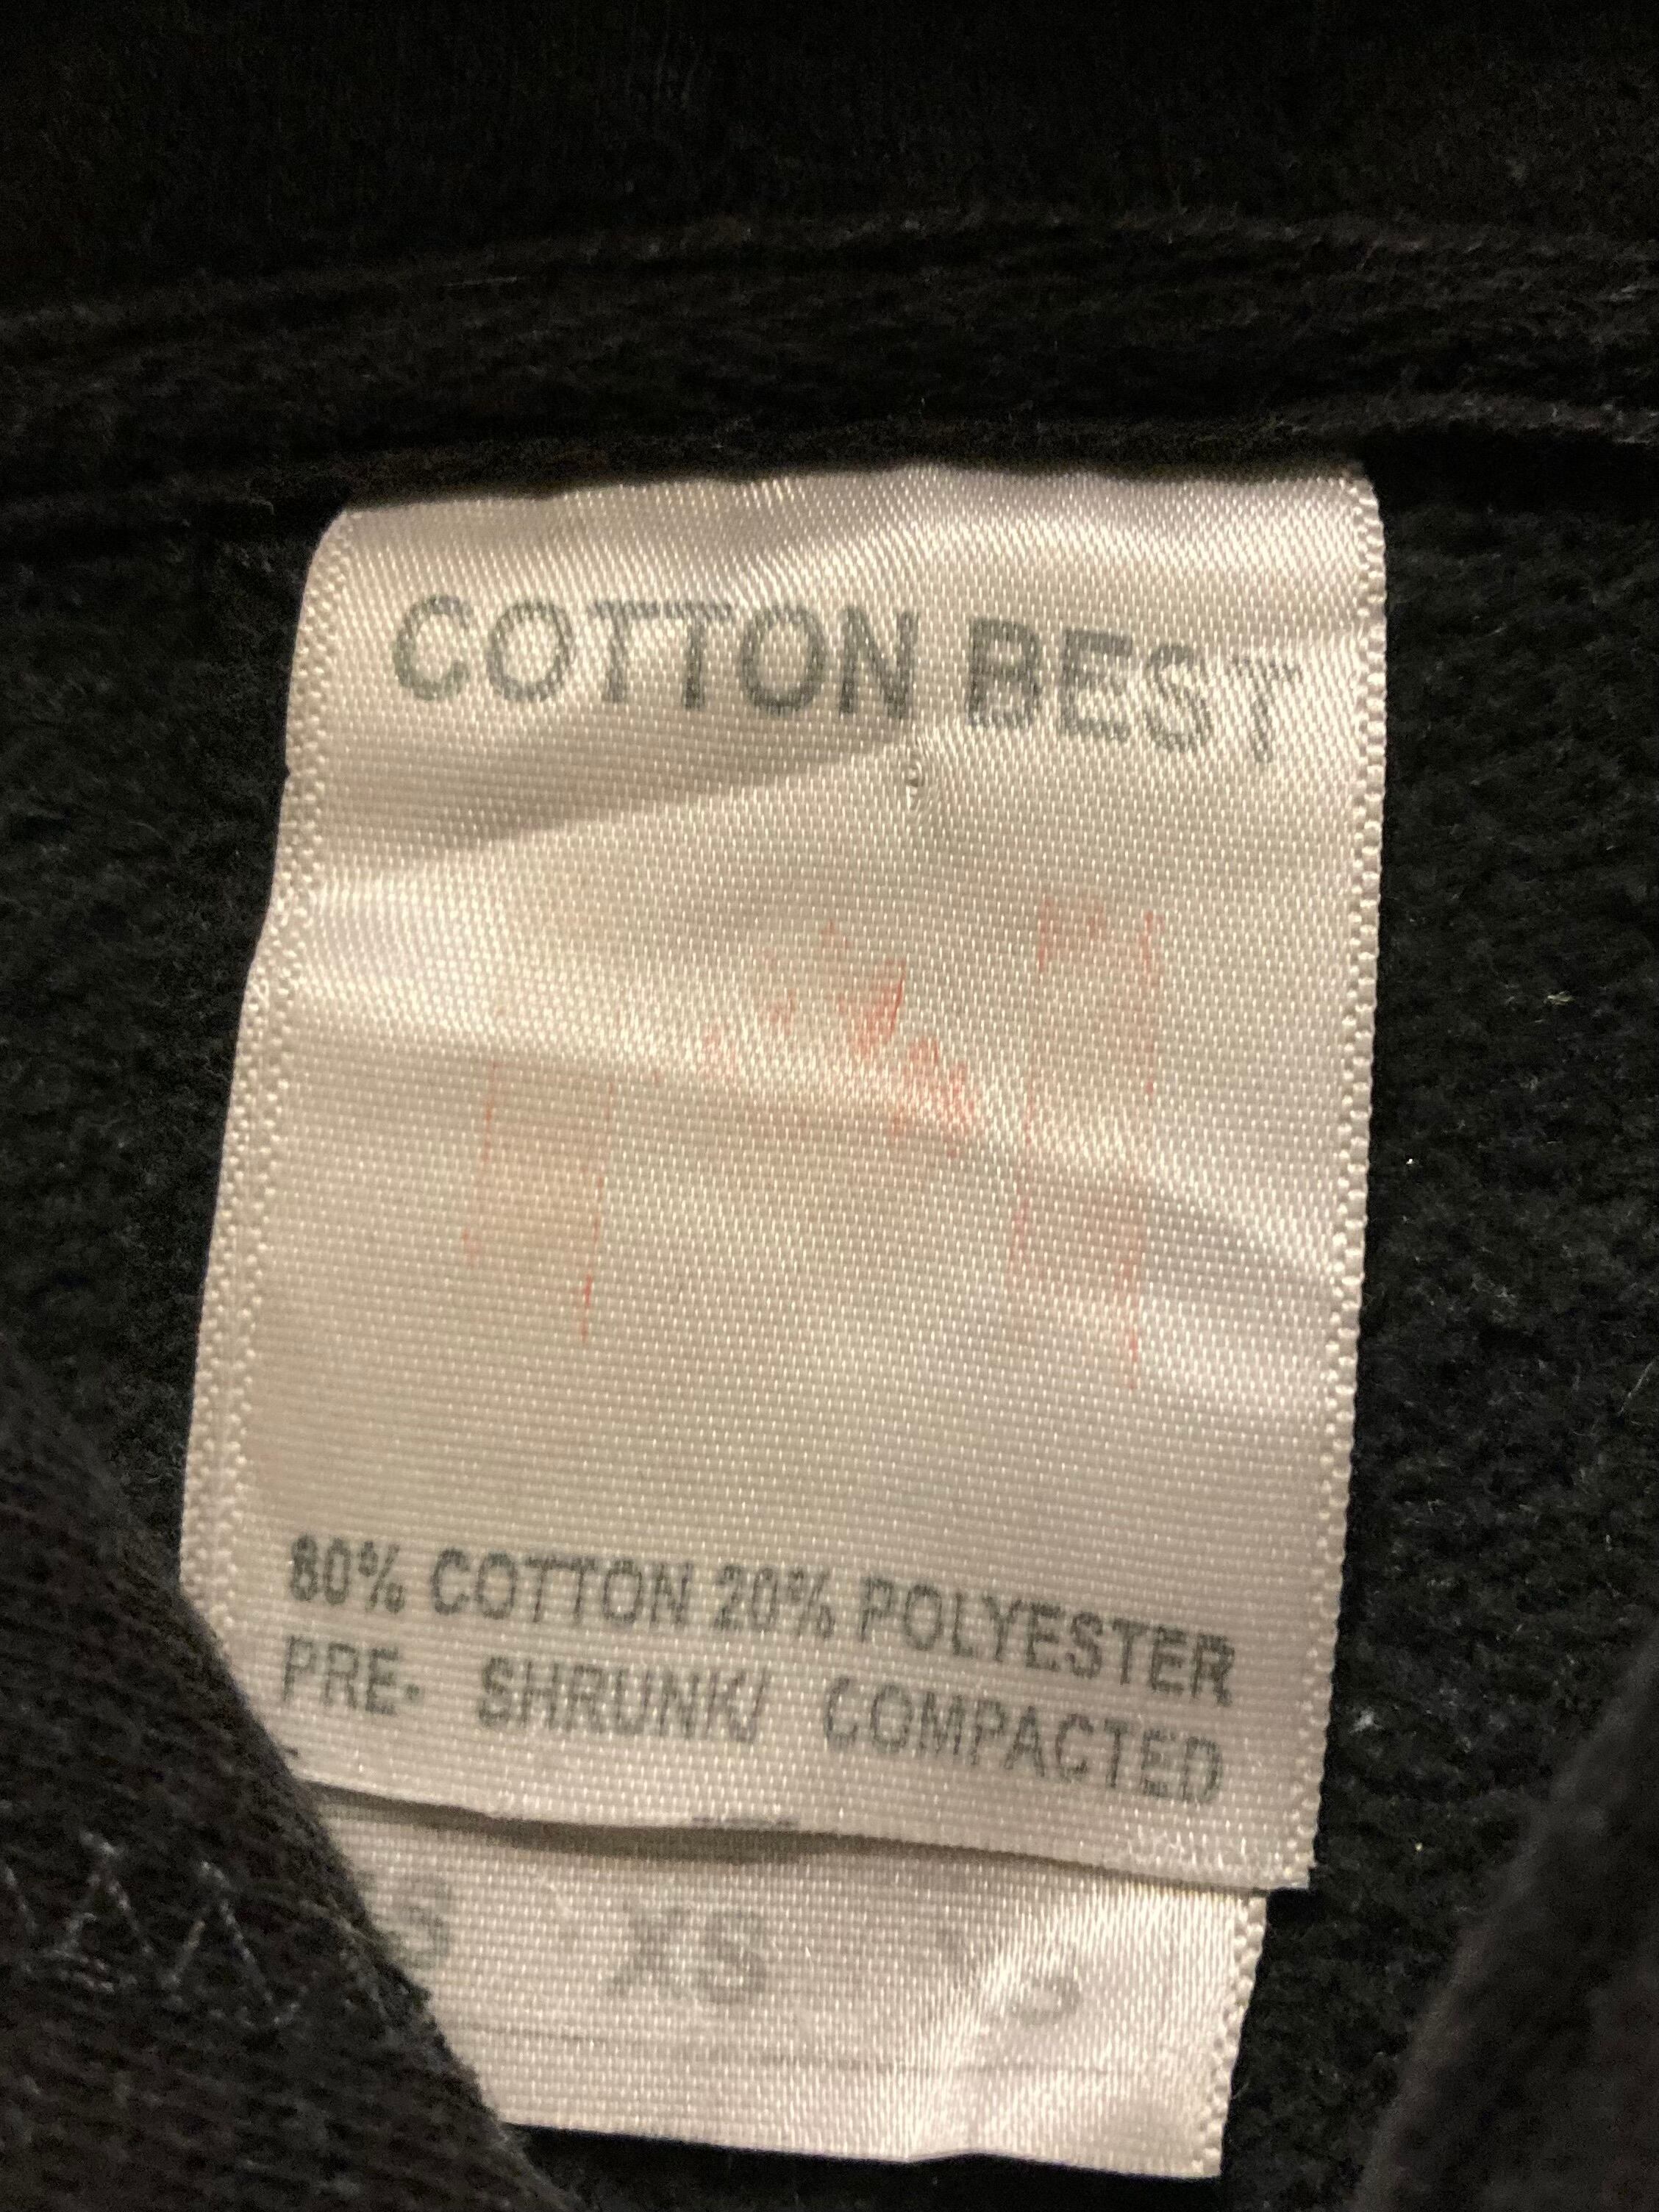 COTTON BEST
80% COTTON 20% POLYESTER
PRE- SHRUNK/ COMPACTED
XS